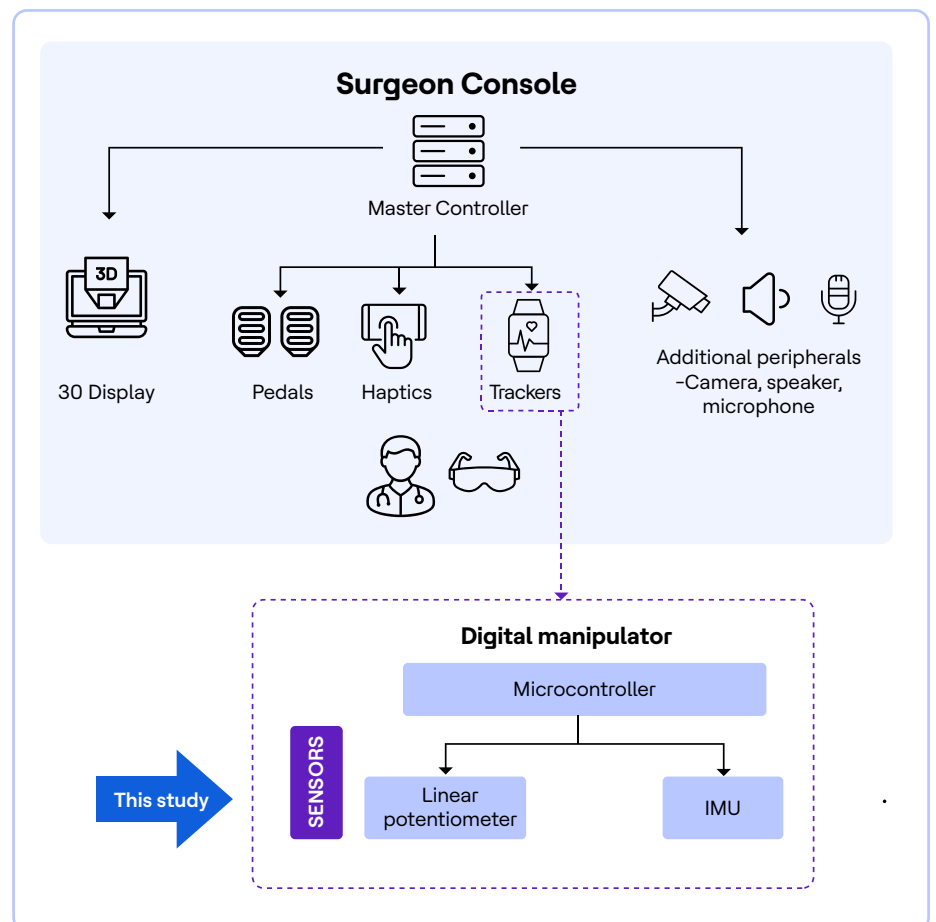 Surgeon Console
Master Controller
3D
30 Display
Pedals
Haptics
Trackers
Additional peripherals
-Camera, speaker,
microphone
Digital manipulator
Microcontroller
SENSORS
Linear
potentiometer
IMU
This study
.